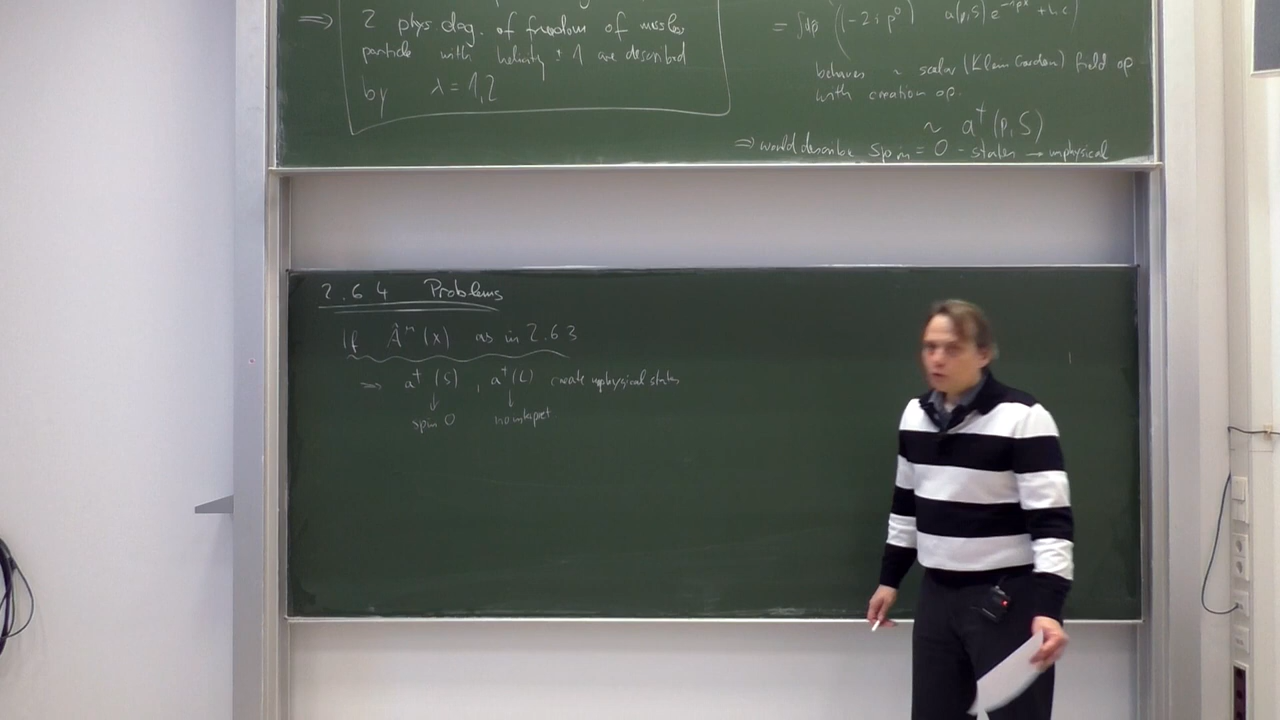 ⇒ 2 phys. deg. of freedom of massless
particle with helicity ± 1 are described
by λ = 1,2
= ∫dp̃ ((-2i p⁰) a(p,S) e^{-ipx} + h.c.)
behaves ~ scalar (Klein Gordon) field op
with creation op.
~ a†(p,S)
⇒ would describe spin = 0 - states → unphysical
2.6.4 Problems
If Â^μ(x) as in 2.6.3
⇒ a†(S), a†(L) create unphysical states
↓ ↓
spin 0 no interpret